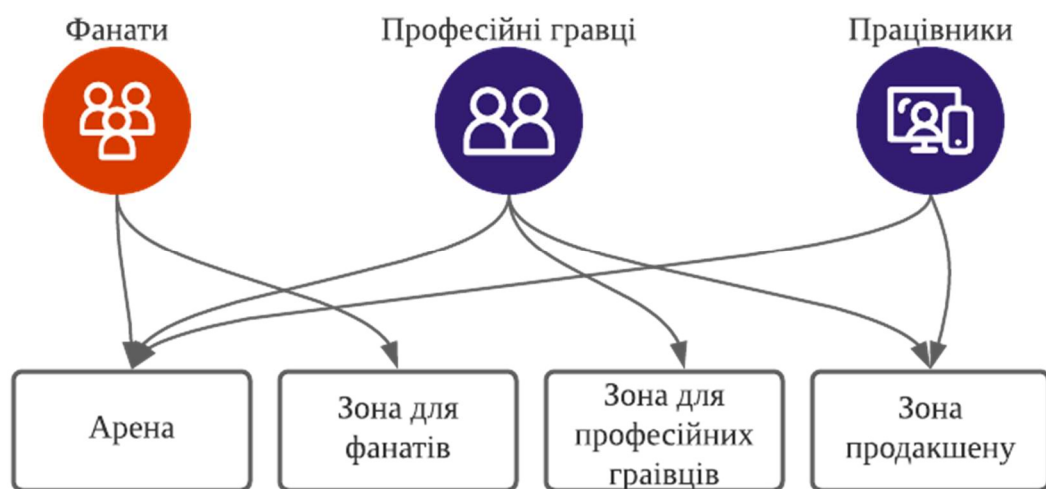 Фанати
Професійні гравці
Працівники
Арена
Зона для
фанатів
Зона для
професійних
граівців
Зона
продакшену